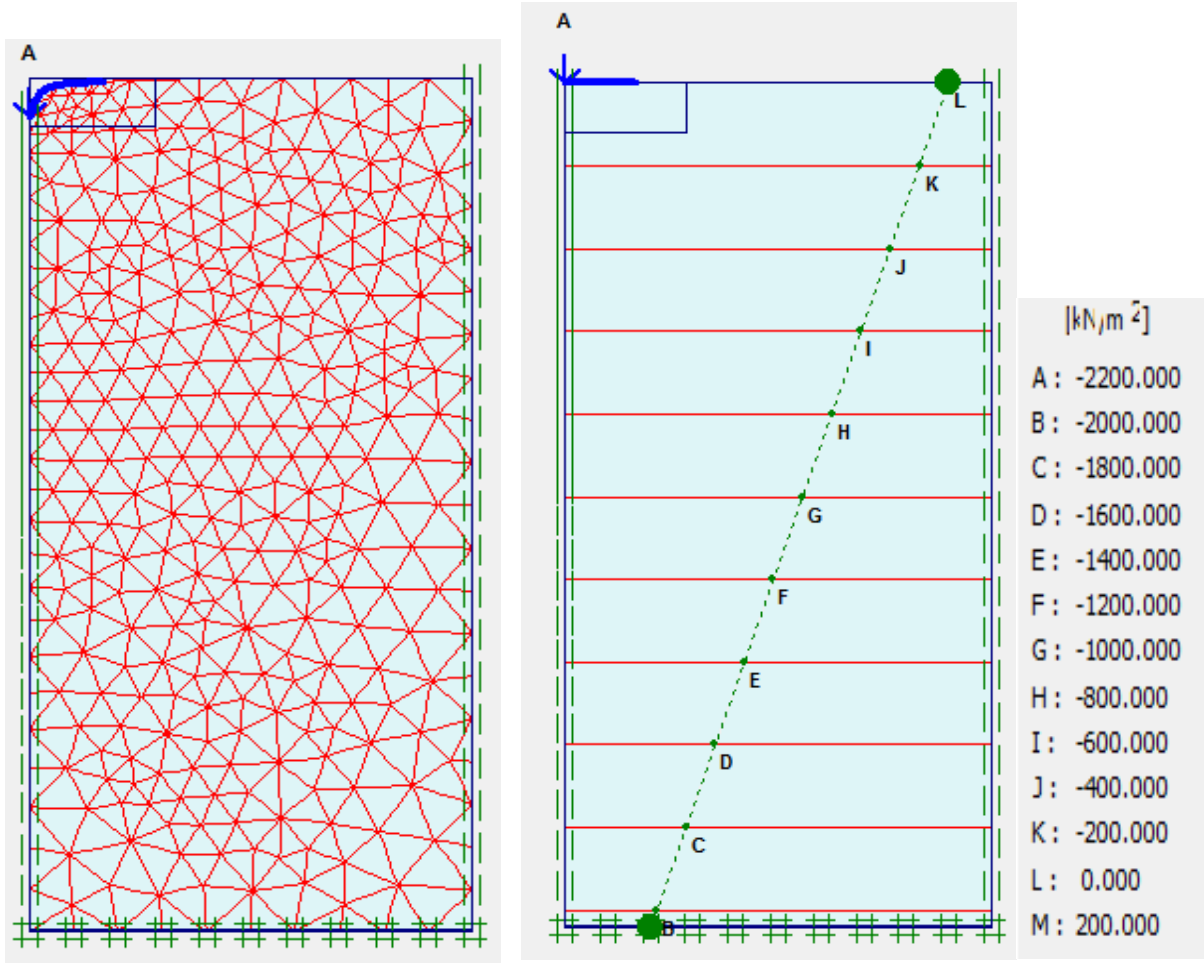 A
A
L
K
J
I
H
G
F
E
D
C
B
[kN/m ²]
A : -2200.000
B : -2000.000
C : -1800.000
D : -1600.000
E : -1400.000
F : -1200.000
G : -1000.000
H : -800.000
I : -600.000
J : -400.000
K : -200.000
L : 0.000
M : 200.000